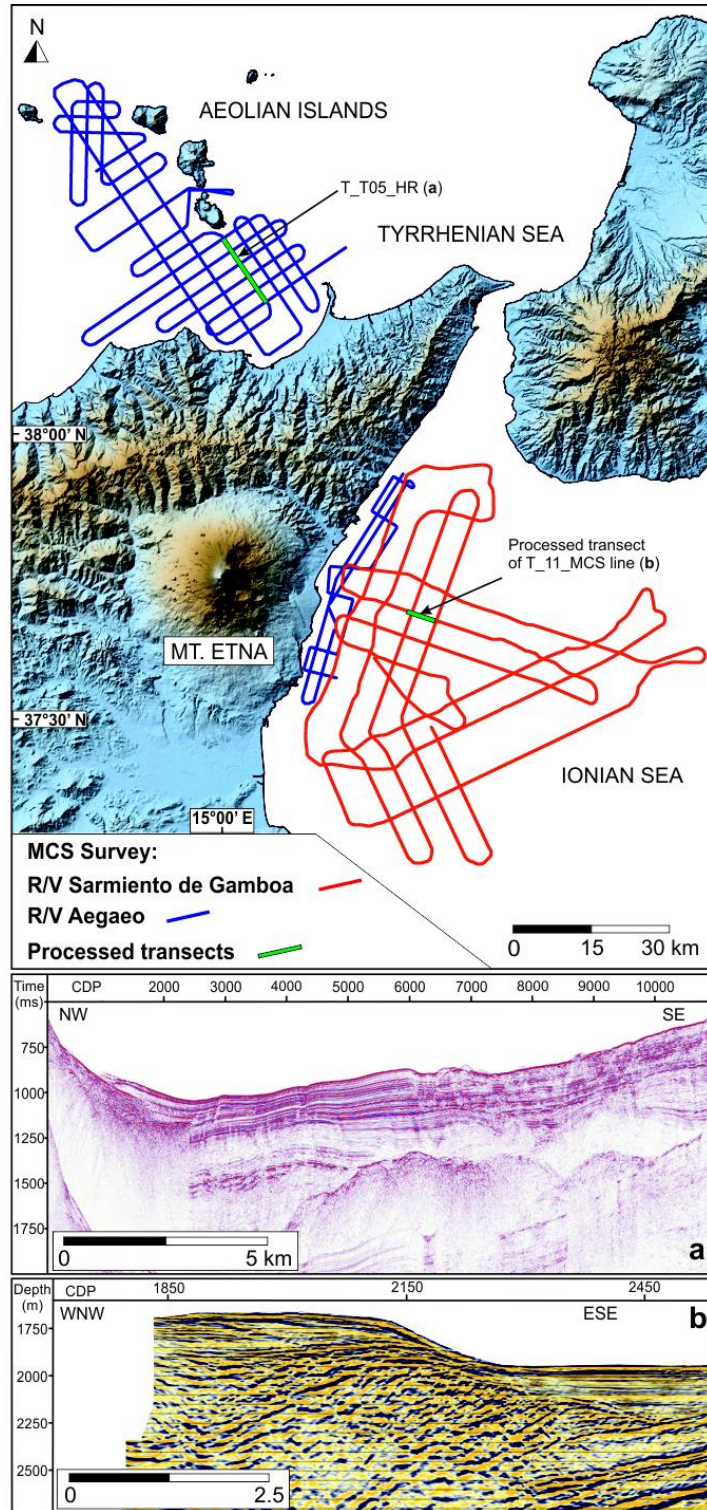 N
AEOLIAN ISLANDS
T_T05_HR (a)
TYRRHENIAN SEA
38°00' N
Processed transect
of T_11_MCS line (b)
MT. ETNA
37°30' N
IONIAN SEA
15°00' E
MCS Survey:
R/V Sarmiento de Gamboa
R/V Aegaeo
Processed transects
0 15 30 km
Time (ms)
CDP 2000 3000 4000 5000 6000 7000 8000 9000 10000
NW SE
750
1000
1250
1500
1750
0 5 km
a
Depth (m)
CDP 1850 2150 2450
WNW ESE
b
1750
2000
2250
2500
0 2.5